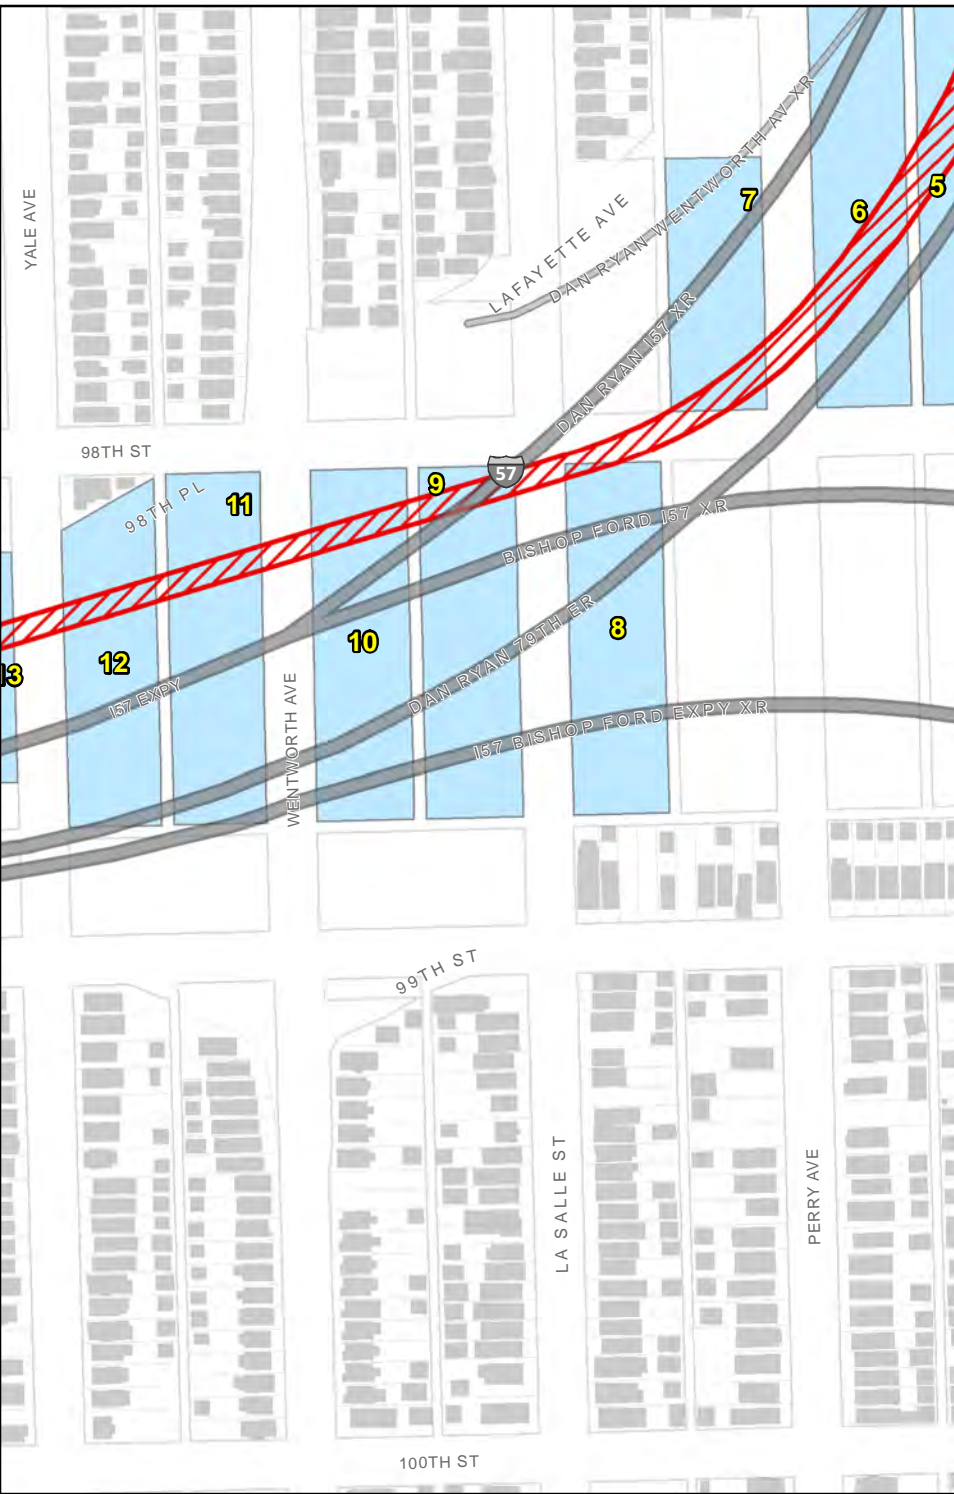 YALE AVE
LAFAYETTE AVE
DAN RYAN WENTWORTH AV XR
7
6
5
DAN RYAN I57 XR
98TH ST
57
9
11
98TH PL
BISHOP FORD I57 XR
8
10
12
13
DAN RYAN 79TH ER
I57 EXPY
WENTWORTH AVE
I57 BISHOP FORD EXPY XR
99TH ST
LA SALLE ST
PERRY AVE
100TH ST